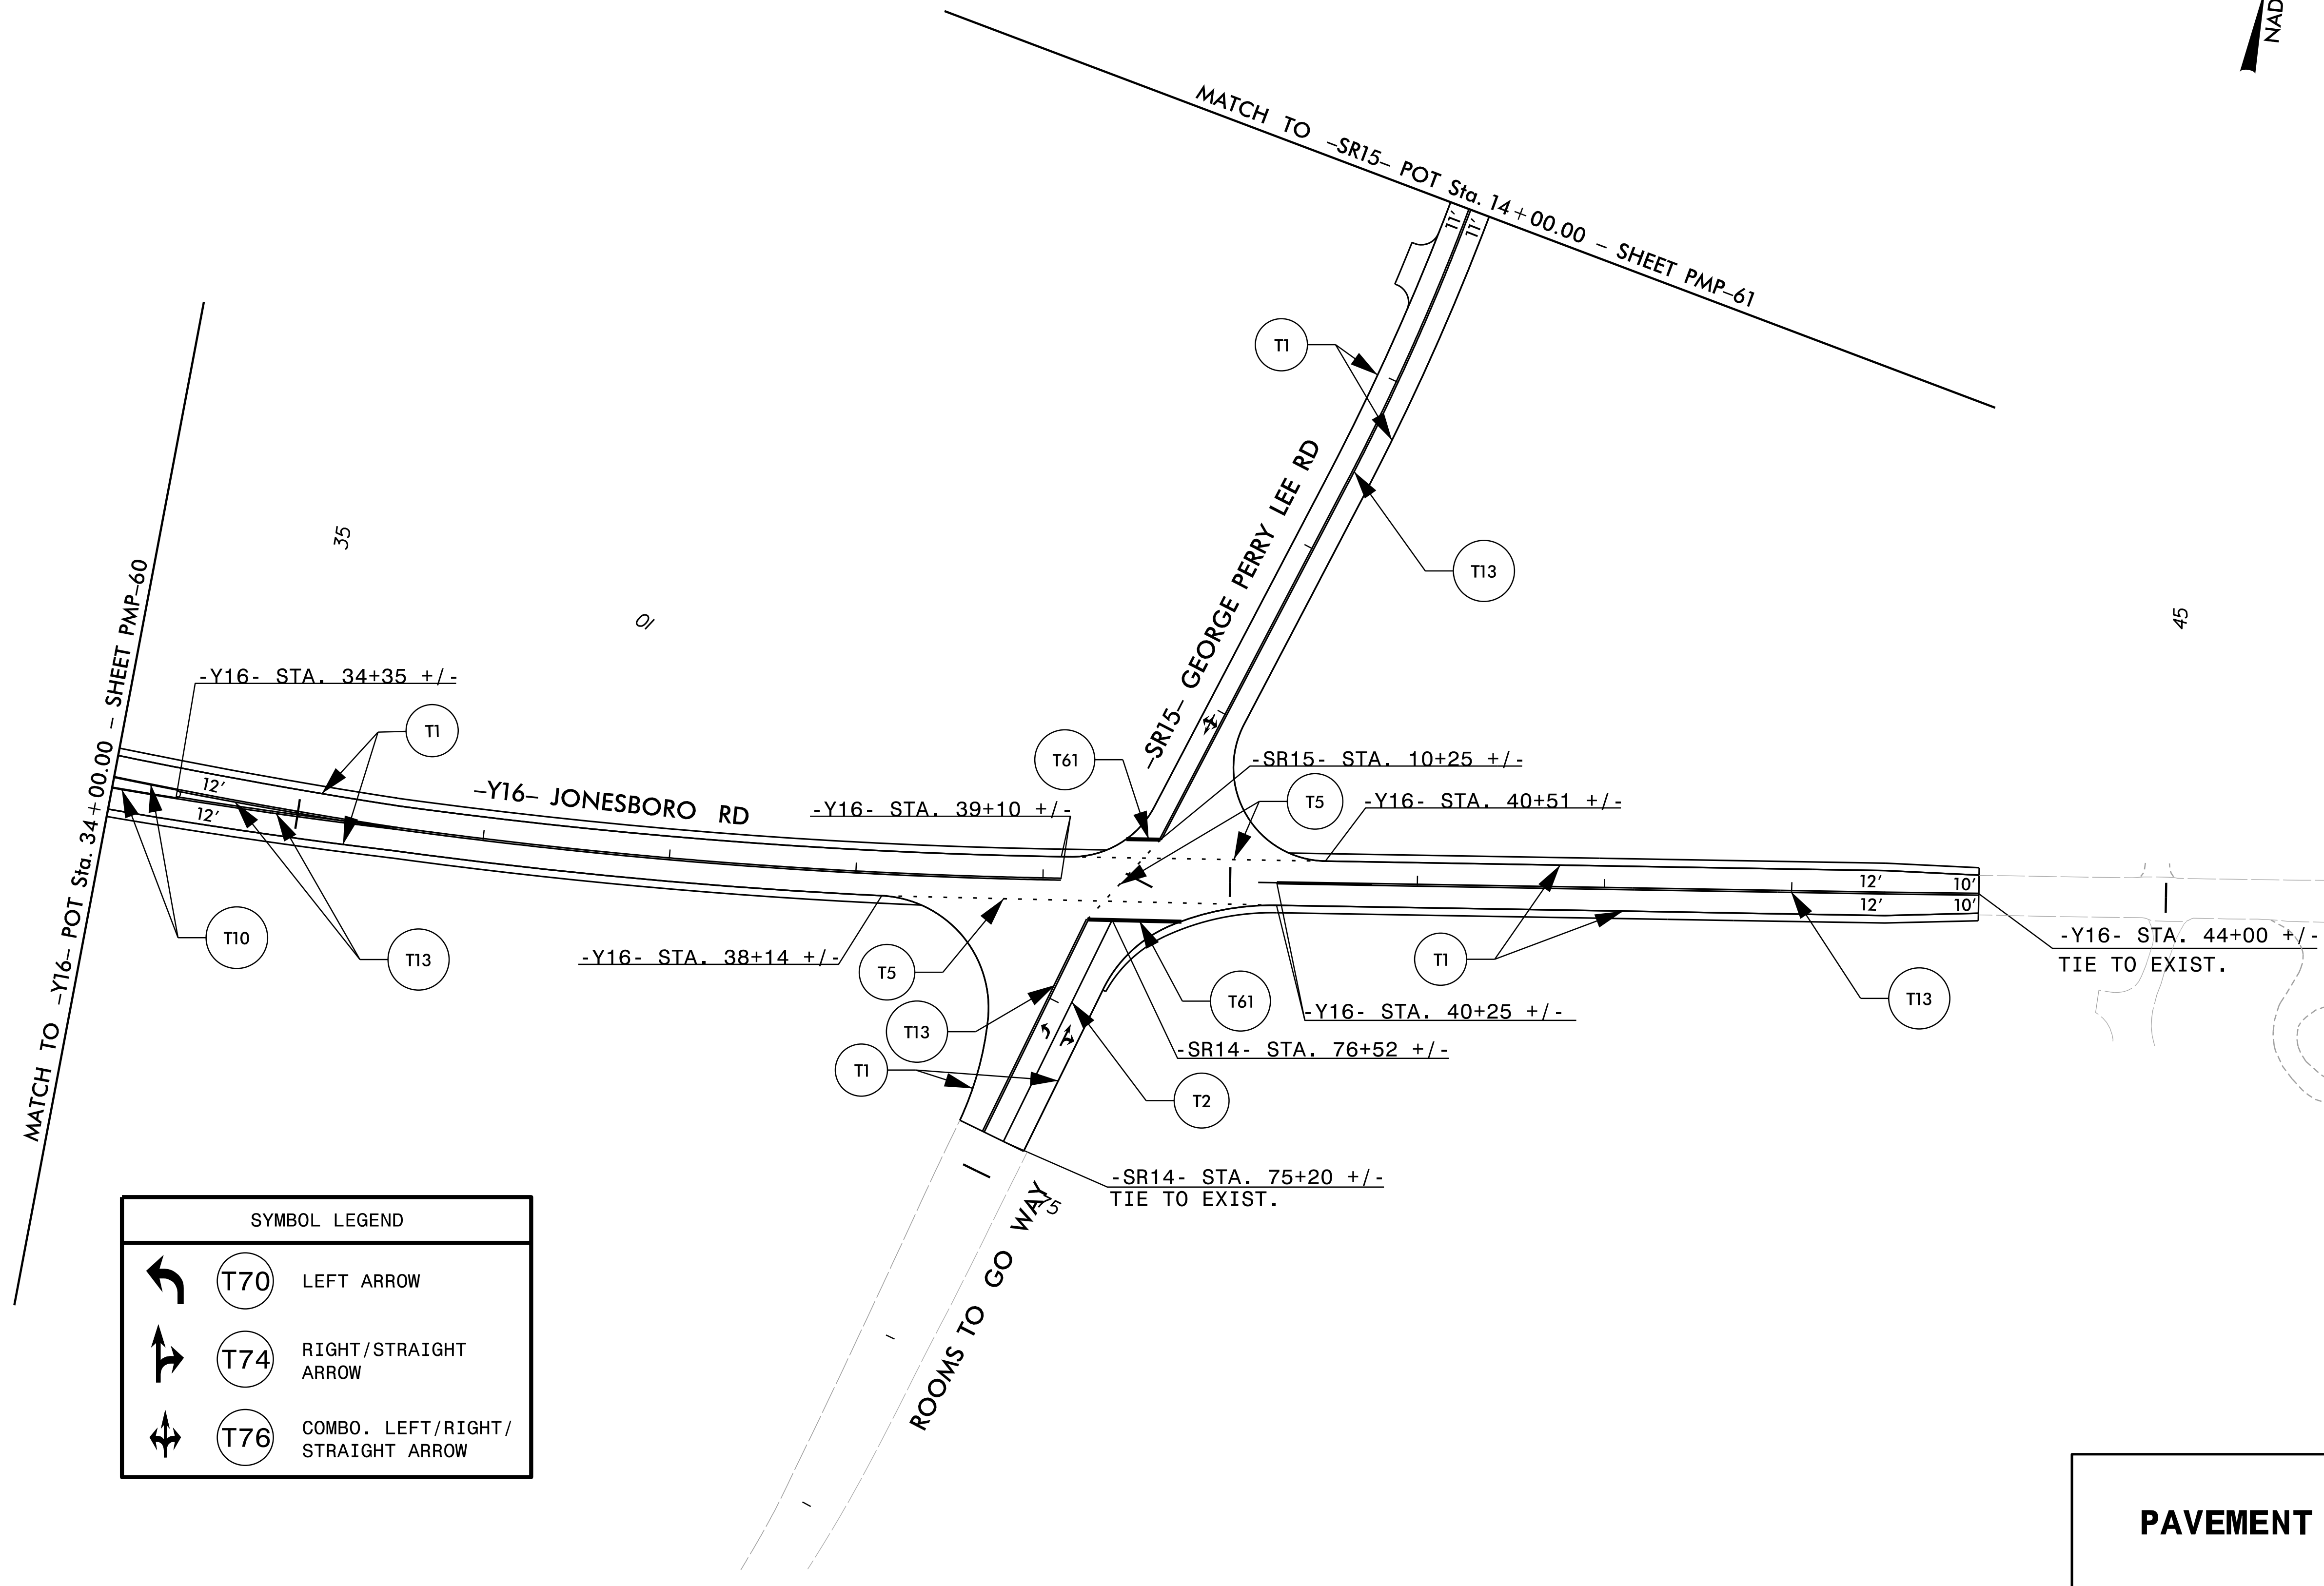 NAD
MATCH TO -SR15- POT Sta. 14+00.00 - SHEET PMP-61
11'
11'
T1
35
T13
-SR15- GEORGE PERRY LEE RD
10
45
MATCH TO -Y16- POT Sta. 34+00.00 - SHEET PMP-60
-Y16- STA. 34+35 +/-
T1
12'
12'
-Y16- JONESBORO RD
T61
-SR15- STA. 10+25 +/-
-Y16- STA. 39+10 +/-
T5
-Y16- STA. 40+51 +/-
12'
10'
12'
10'
T10
T13
-Y16- STA. 38+14 +/-
T5
T1
-Y16- STA. 44+00 +/-
TIE TO EXIST.
T13
T61
T13
-Y16- STA. 40+25 +/-
-SR14- STA. 76+52 +/-
T1
T2
-SR14- STA. 75+20 +/-
TIE TO EXIST.
75
ROOMS TO GO WAY
SYMBOL LEGEND
T70 LEFT ARROW
T74 RIGHT/STRAIGHT
ARROW
T76 COMBO. LEFT/RIGHT/
STRAIGHT ARROW
PAVEMENT